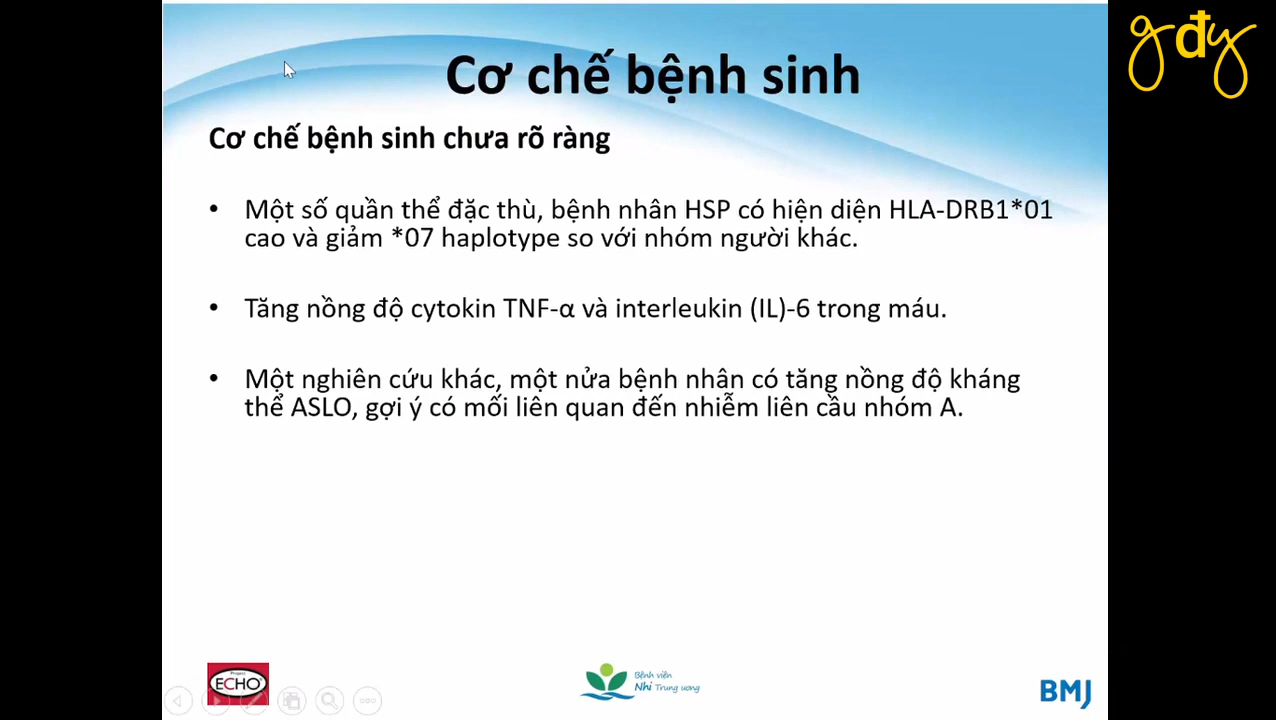 gđy
Cơ chế bệnh sinh
Cơ chế bệnh sinh chưa rõ ràng
• Một số quần thể đặc thù, bệnh nhân HSP có hiện diện HLA-DRB1*01
cao và giảm *07 haplotype so với nhóm người khác.
• Tăng nồng độ cytokin TNF-α và interleukin (IL)-6 trong máu.
• Một nghiên cứu khác, một nửa bệnh nhân có tăng nồng độ kháng
thể ASLO, gợi ý có mối liên quan đến nhiễm liên cầu nhóm A.
Project
ECHO
Bệnh viện
Nhi Trung ương
BMJ